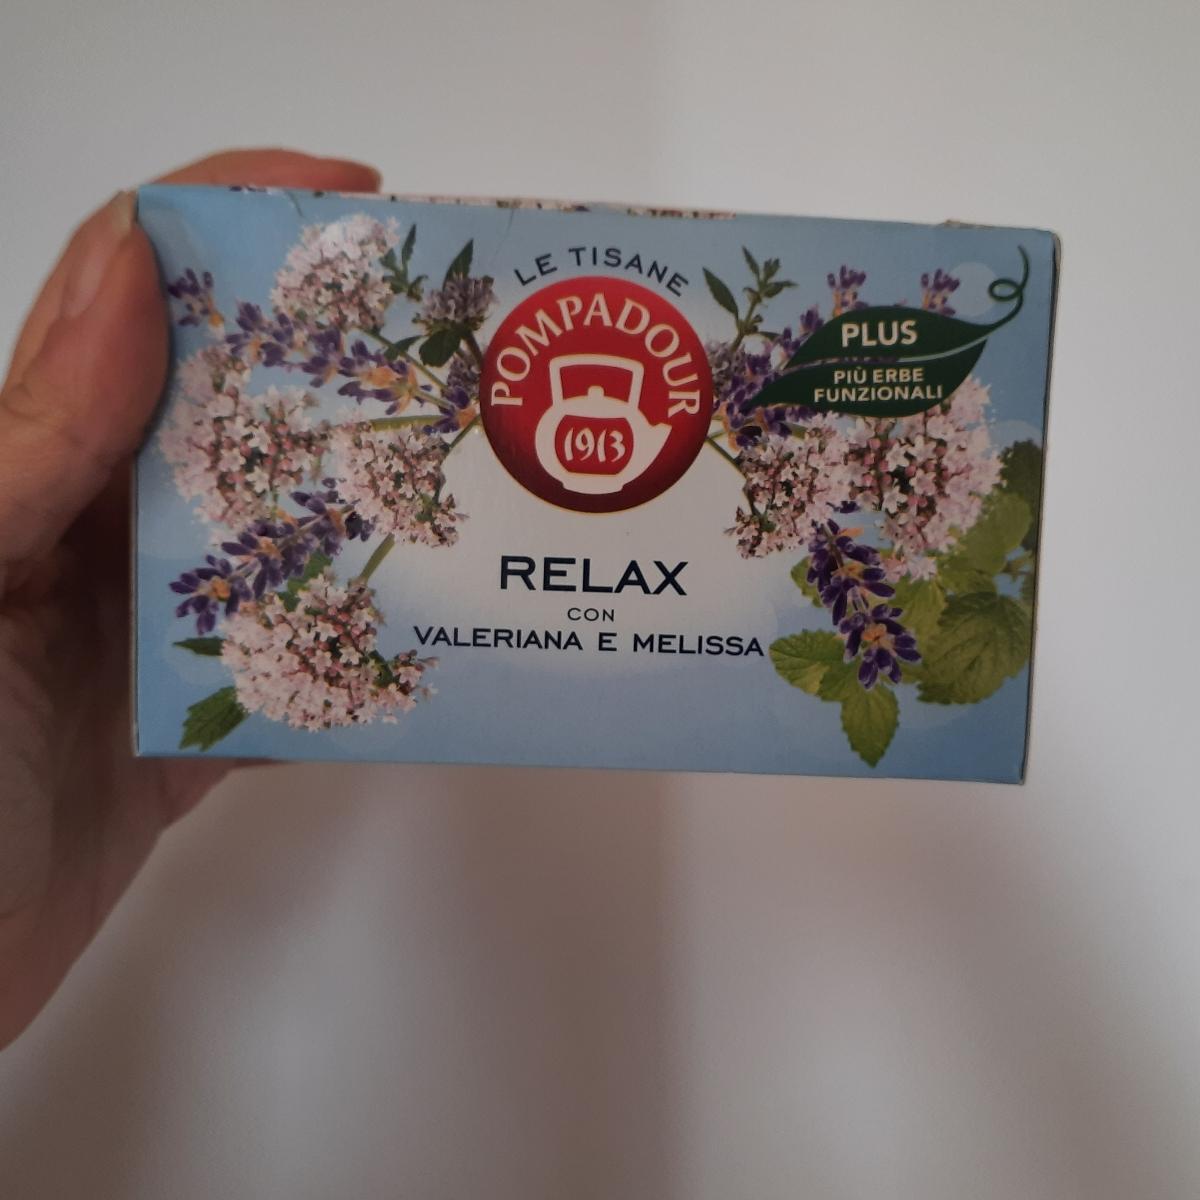 LE TISANE
POMPADOUR
1913
PLUS
PIÙ ERBE
FUNZIONALI
RELAX
CON
VALERIANA E MELISSA